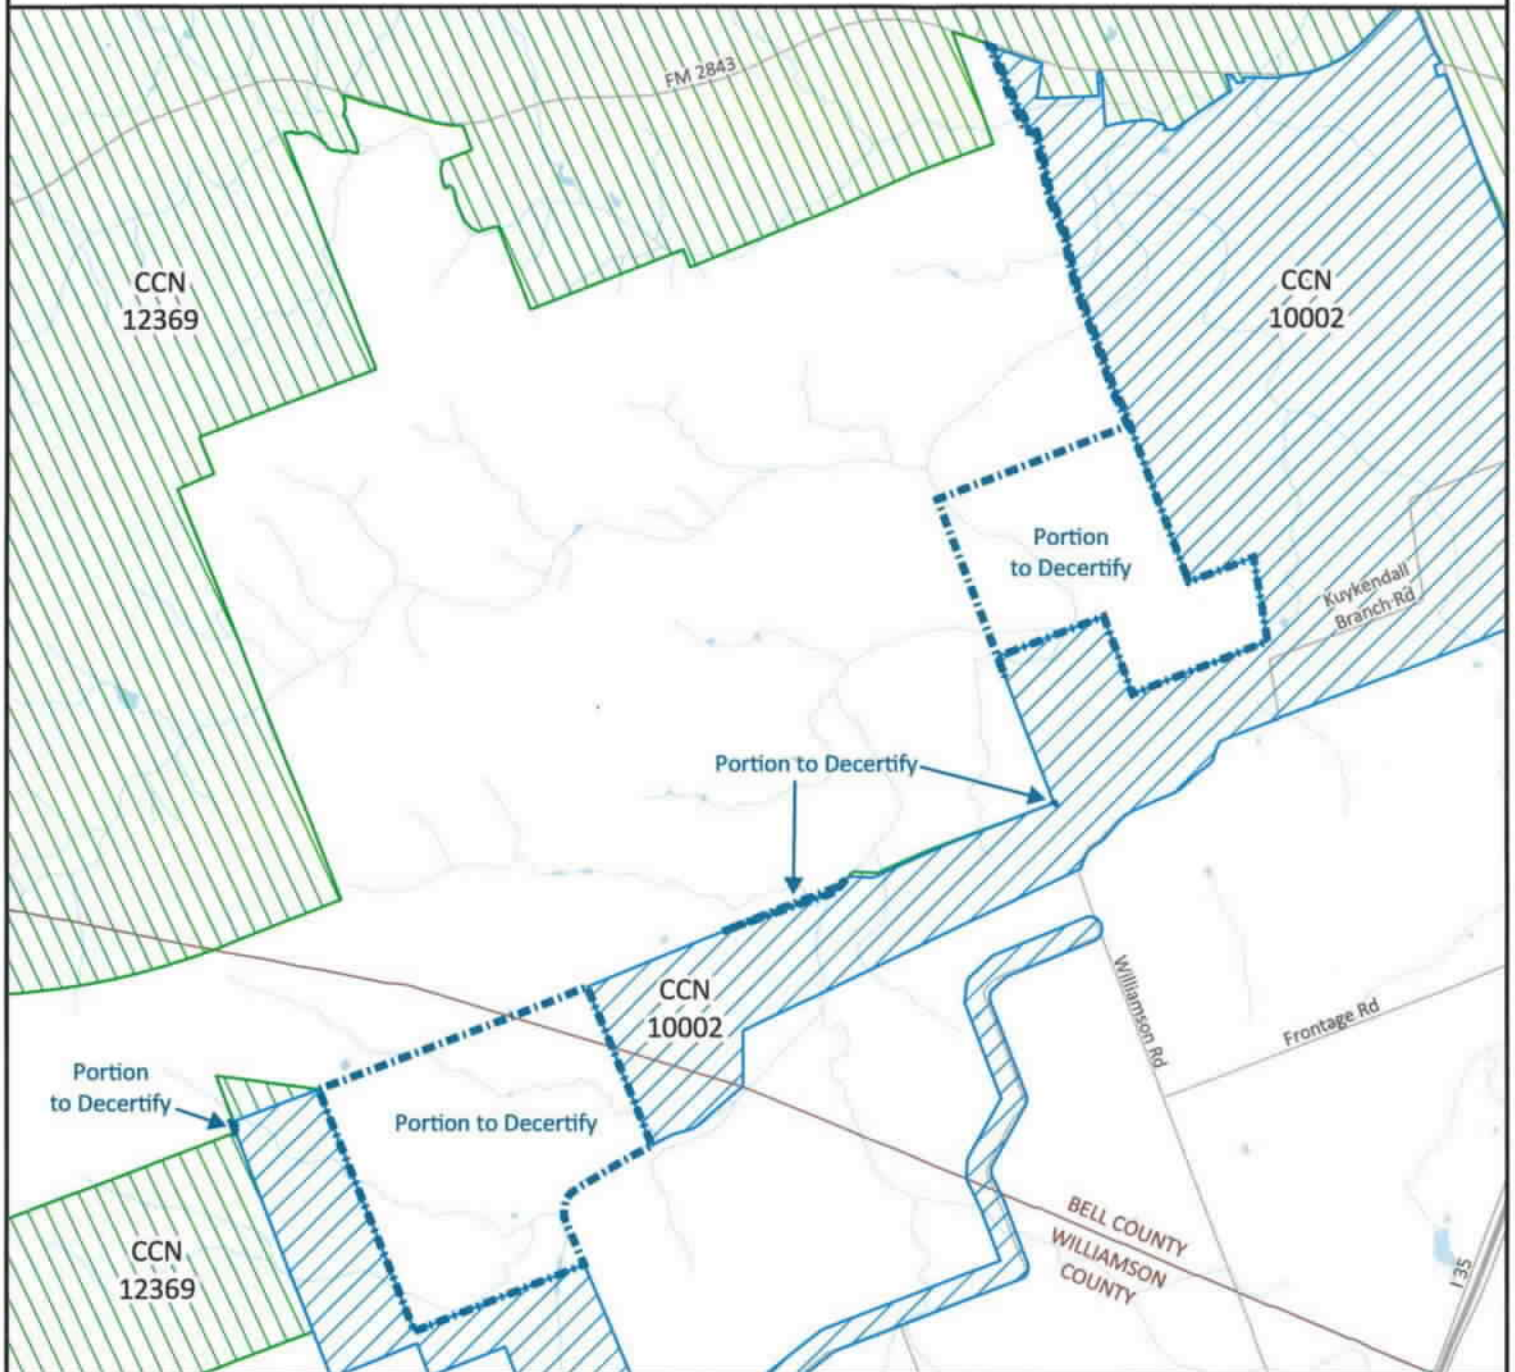 FM 2843
CCN
12369
CCN
10002
Portion
to Decertify
Kuykendall
Branch Rd
Portion to Decertify
CCN
10002
Williamson Rd
Frontage Rd
Portion
to Decertify
Portion to Decertify
BELL COUNTY
WILLIAMSON
COUNTY
CCN
12369
I 35